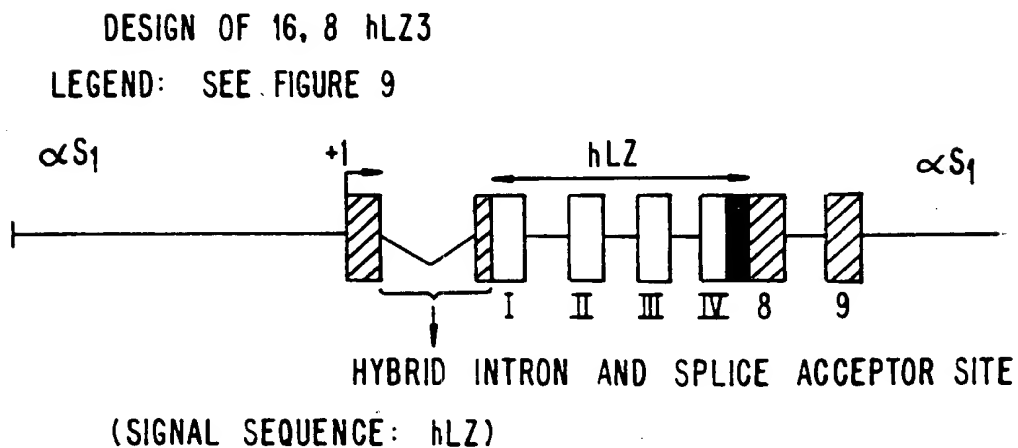 DESIGN OF 16, 8 hLZ3
LEGEND: SEE FIGURE 9
αS1 +1 hLZ αS1
I II III IV 8 9
HYBRID INTRON AND SPLICE ACCEPTOR SITE
(SIGNAL SEQUENCE: hLZ)